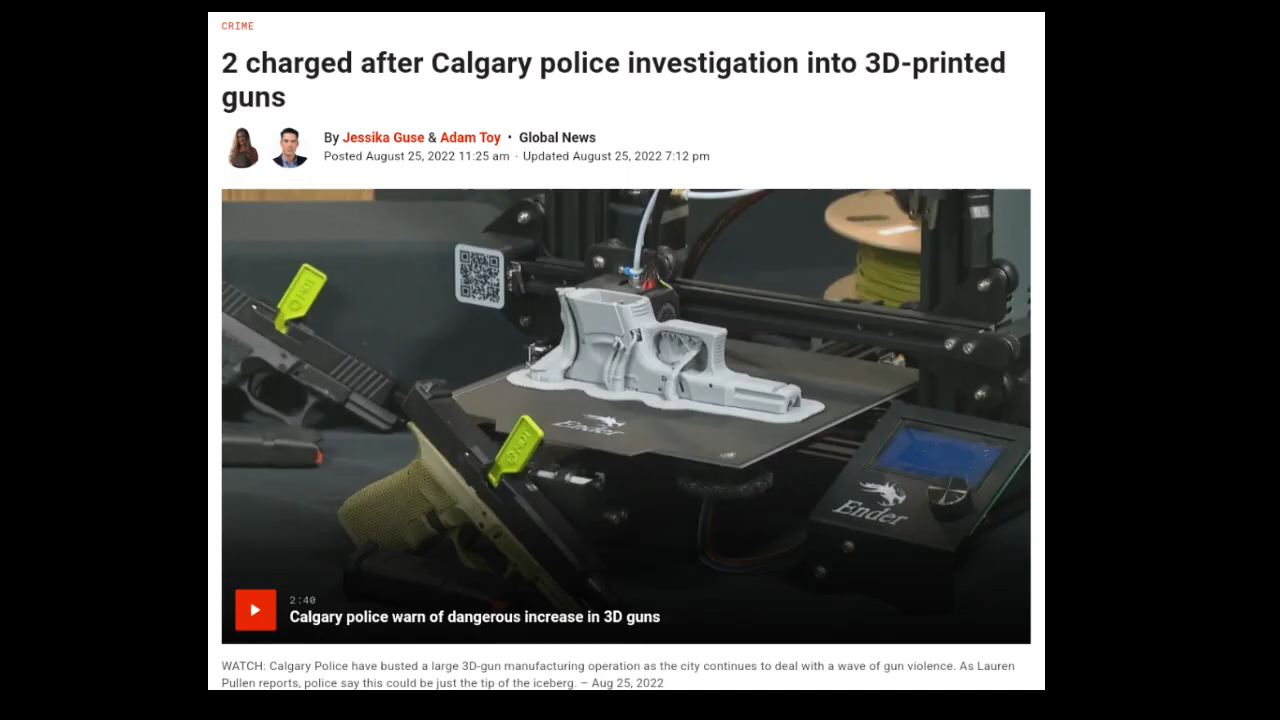 CRIME
2 charged after Calgary police investigation into 3D-printed
guns
By Jessika Guse & Adam Toy • Global News
Posted August 25, 2022 11:25 am · Updated August 25, 2022 7:12 pm
Ender
Ender
2:40
Calgary police warn of dangerous increase in 3D guns
WATCH: Calgary Police have busted a large 3D-gun manufacturing operation as the city continues to deal with a wave of gun violence. As Lauren
Pullen reports, police say this could be just the tip of the iceberg. – Aug 25, 2022